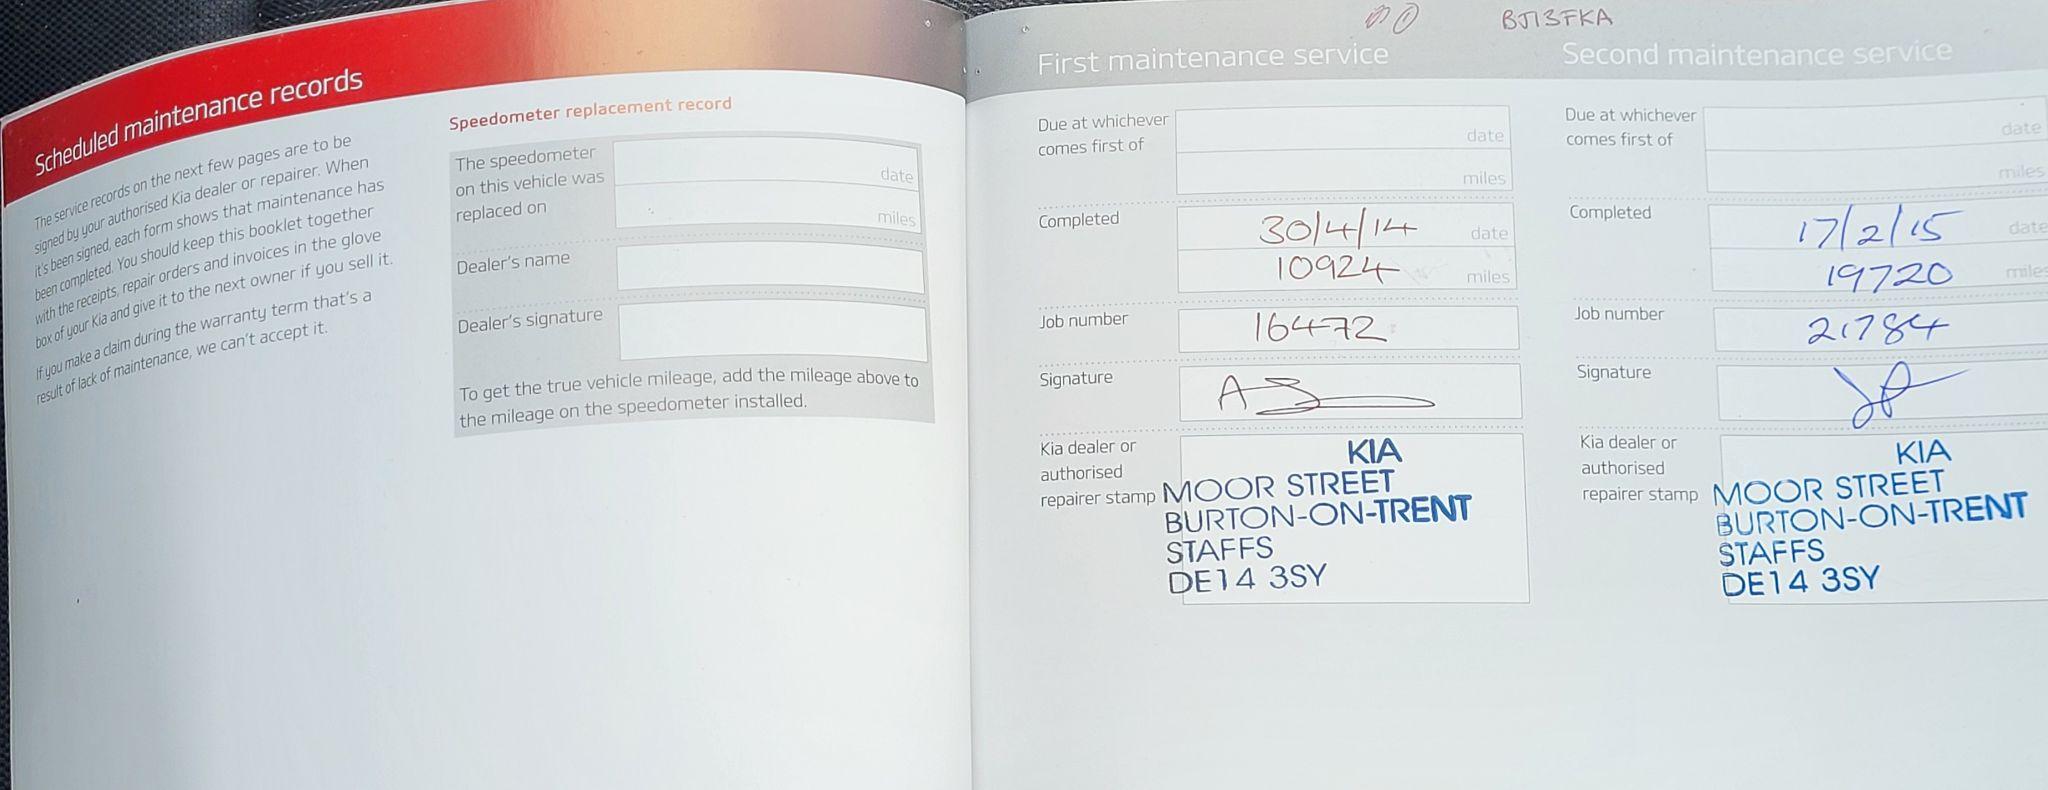 Scheduled maintenance records
The service records on the next few pages are to be
signed by your authorised Kia dealer or repairer. When
it's been signed, each form shows that maintenance has
been completed. You should keep this booklet together
with the receipts, repair orders and invoices in the glove
box of your Kia and give it to the next owner if you sell it.
If you make a claim during the warranty term that's a
result of lack of maintenance, we can't accept it.
Speedometer replacement record
The speedometer
on this vehicle was
replaced on
date
miles
Dealer's name
Dealer's signature
To get the true vehicle mileage, add the mileage above to
the mileage on the speedometer installed.
BJ13FKA
First maintenance service
Due at whichever
comes first of
date
miles
Completed
30/4/14 date
10924 miles
Job number
16472
Signature
Kia dealer or
authorised
repairer stamp
KIA
MOOR STREET
BURTON-ON-TRENT
STAFFS
DE14 3SY
Second maintenance service
Due at whichever
comes first of
date
miles
Completed
17/2/15 date
19720 miles
Job number
21784
Signature
Kia dealer or
authorised
repairer stamp
KIA
MOOR STREET
BURTON-ON-TRENT
STAFFS
DE14 3SY